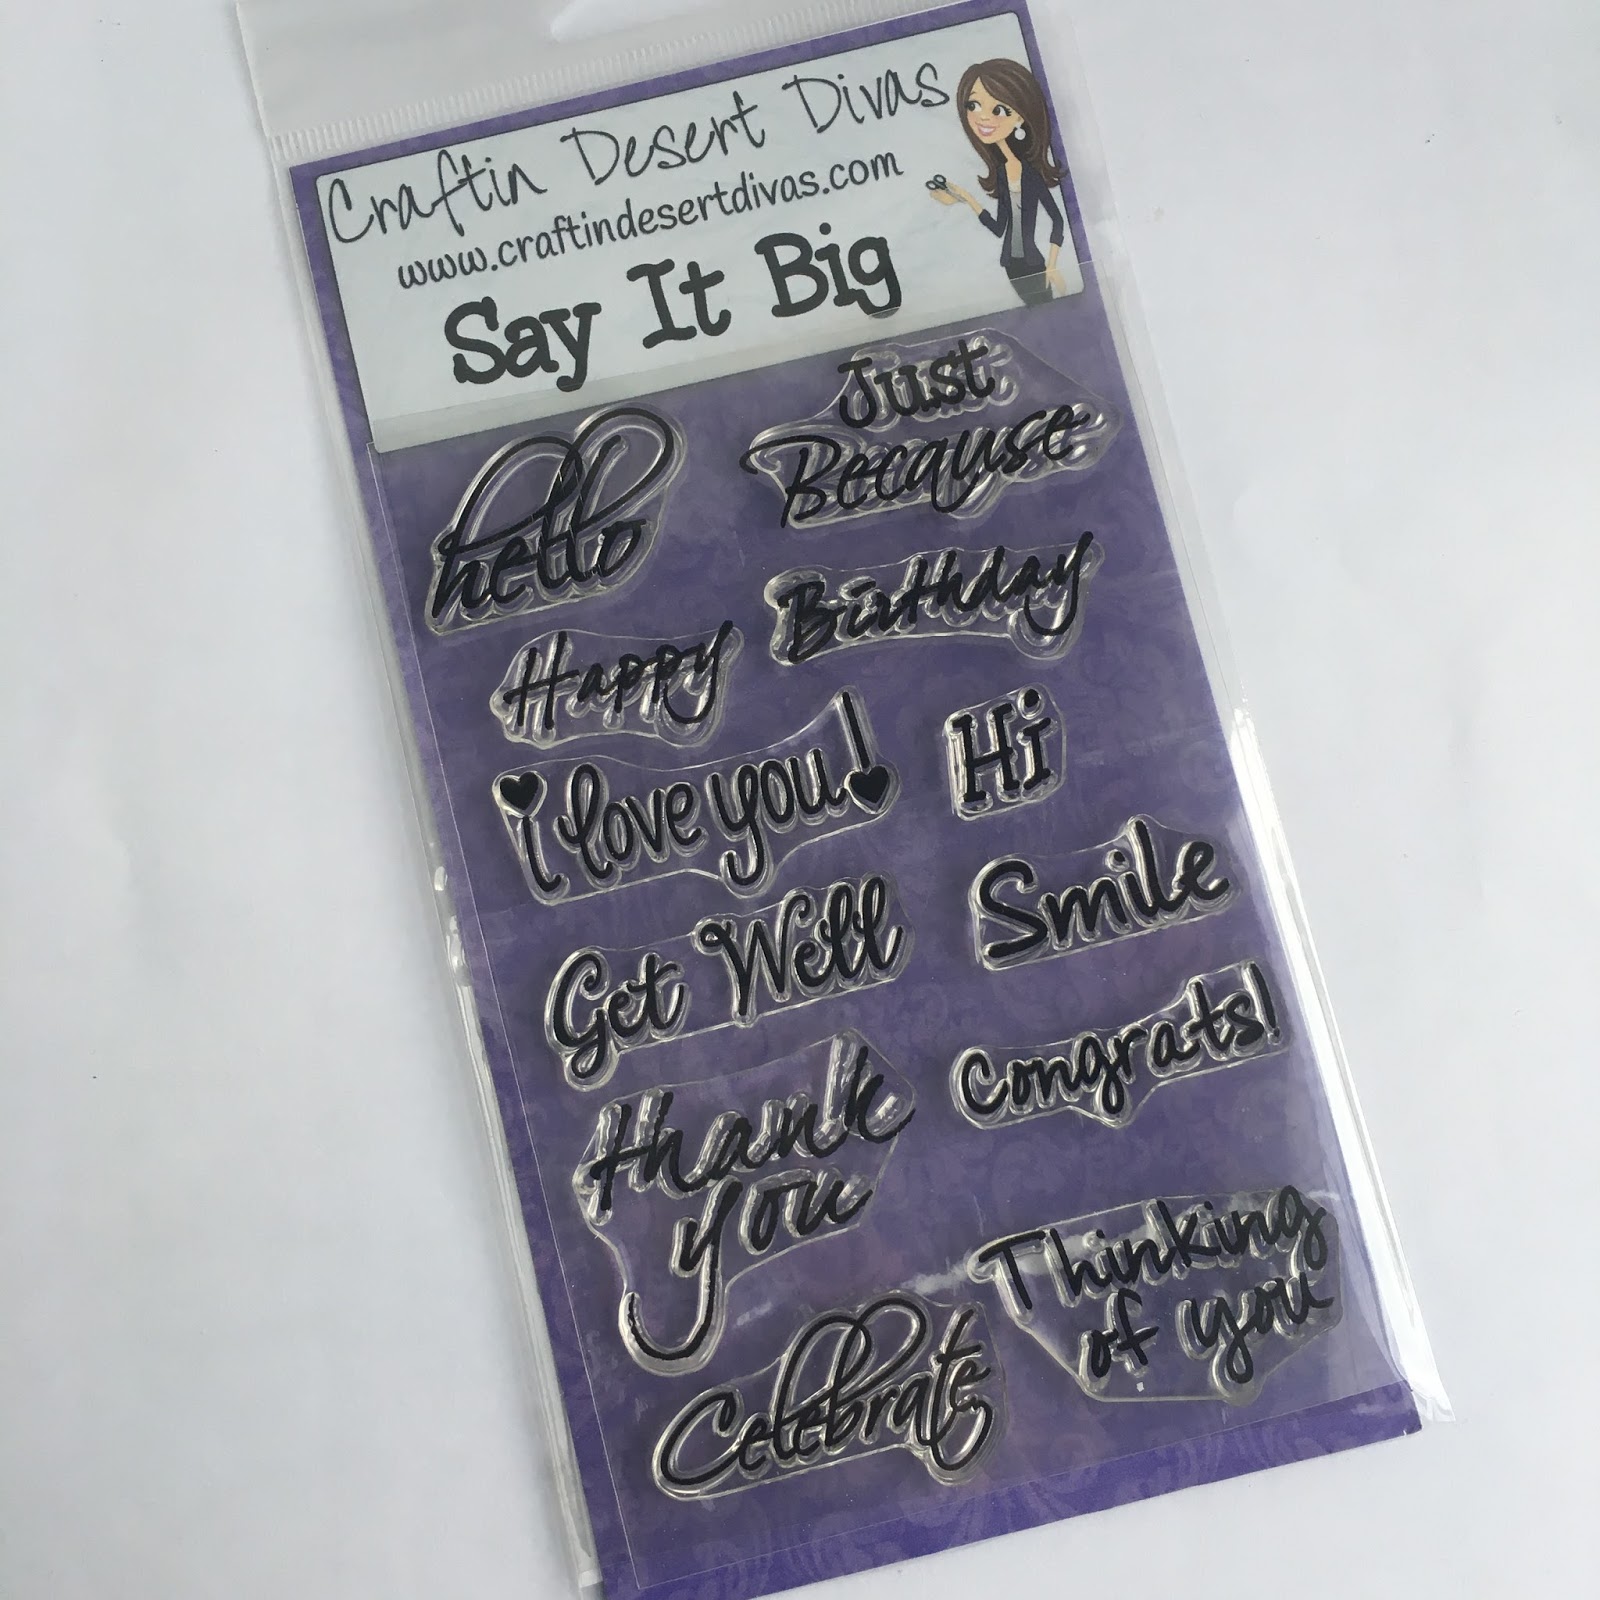 Craftin Desert Divas
www.craftindesertdivas.com
Say It Big
hello
Just
Because
Happy
Birthday
i love you!
Hi
Get Well
Smile
thank
you
Congrats!
Thinking
of you
Celebrate